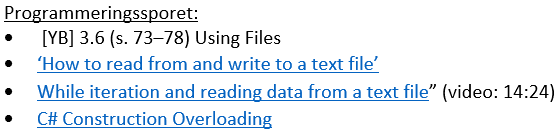 Programmeringssporet:
• [YB] 3.6 (s. 73–78) Using Files
• ‘How to read from and write to a text file’
• While iteration and reading data from a text file” (video: 14:24)
• C# Construction Overloading